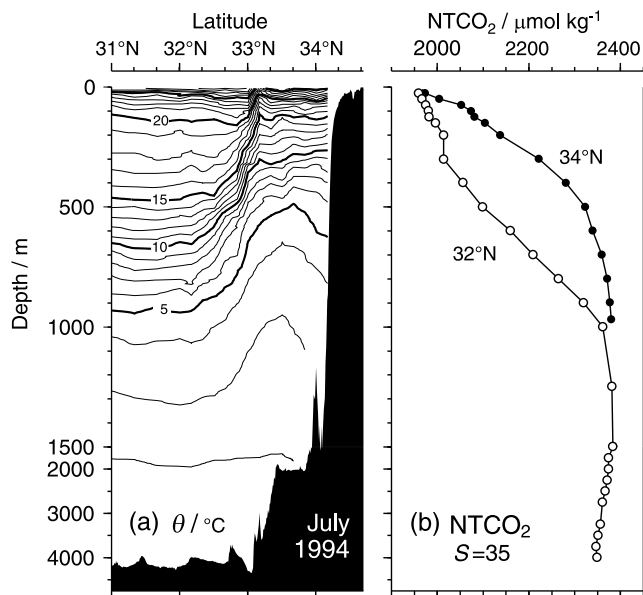 Latitude
31°N 32°N 33°N 34°N
NTCO₂ / μmol kg⁻¹
2000 2200 2400
Depth / m
0
500
1000
1500
2000
3000
4000
20
15
10
5
34°N
32°N
(a) θ / °C
July
1994
(b) NTCO₂
S=35